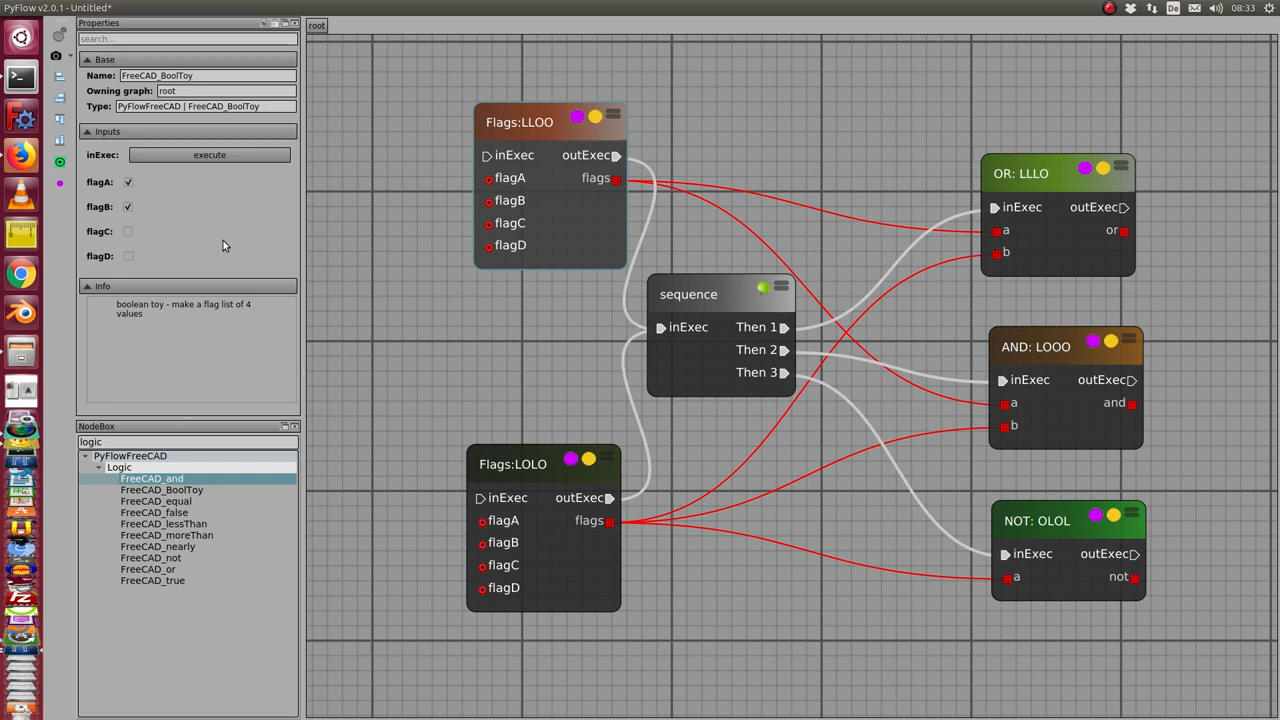 PyFlow v2.0.1 - Untitled*
De
08:33
Properties
search...
Base
Name: FreeCAD_BoolToy
Owning graph: root
Type: PyFlowFreeCAD | FreeCAD_BoolToy
Inputs
inExec: execute
flagA:
flagB:
flagC:
flagD:
Info
boolean toy - make a flag list of 4
values
NodeBox
logic
PyFlowFreeCAD
Logic
FreeCAD_and
FreeCAD_BoolToy
FreeCAD_equal
FreeCAD_false
FreeCAD_lessThan
FreeCAD_moreThan
FreeCAD_nearly
FreeCAD_not
FreeCAD_or
FreeCAD_true
root
Flags:LLOO
inExec outExec
flagA flags
flagB
flagC
flagD
sequence
inExec Then 1
Then 2
Then 3
Flags:LOLO
inExec outExec
flagA flags
flagB
flagC
flagD
OR: LLLO
inExec outExec
a or
b
AND: LOOO
inExec outExec
a and
b
NOT: OLOL
inExec outExec
a not